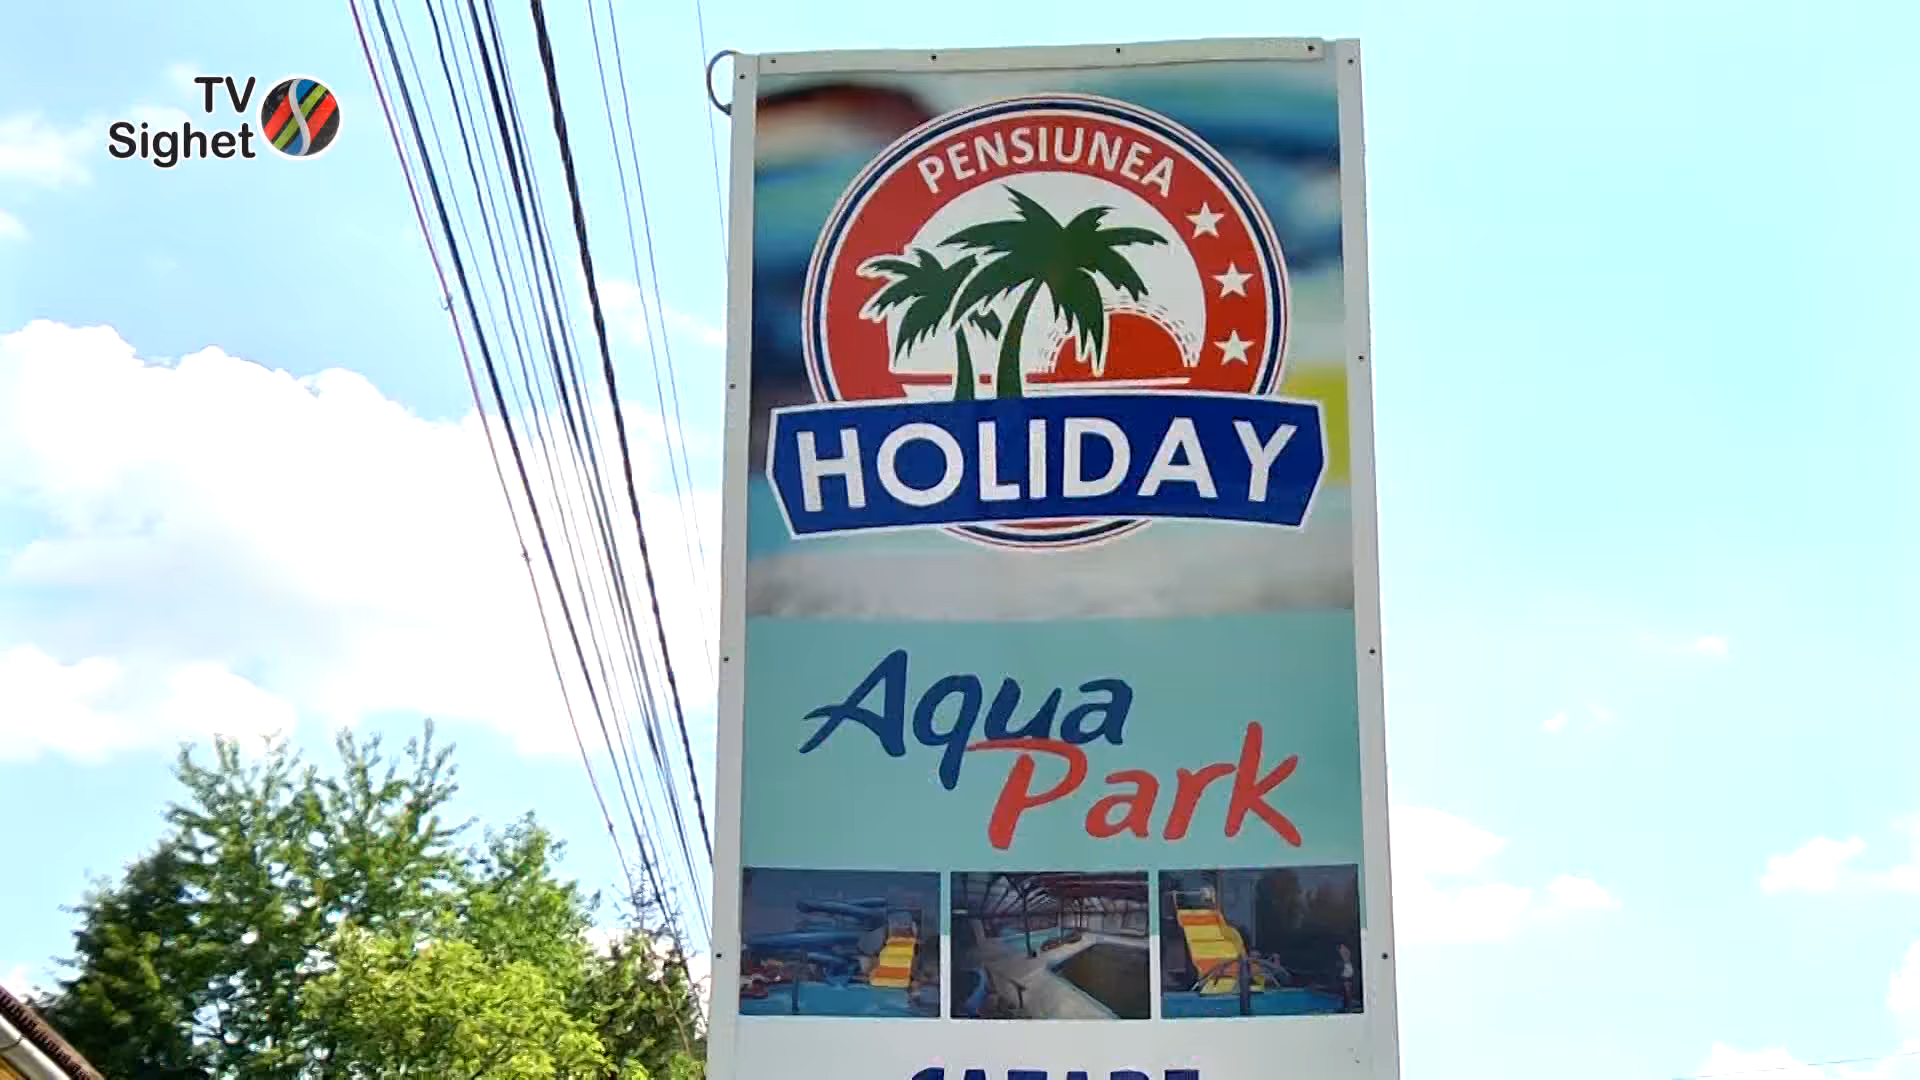 TV
Sighet
PENSIUNEA
HOLIDAY
Aqua
Park